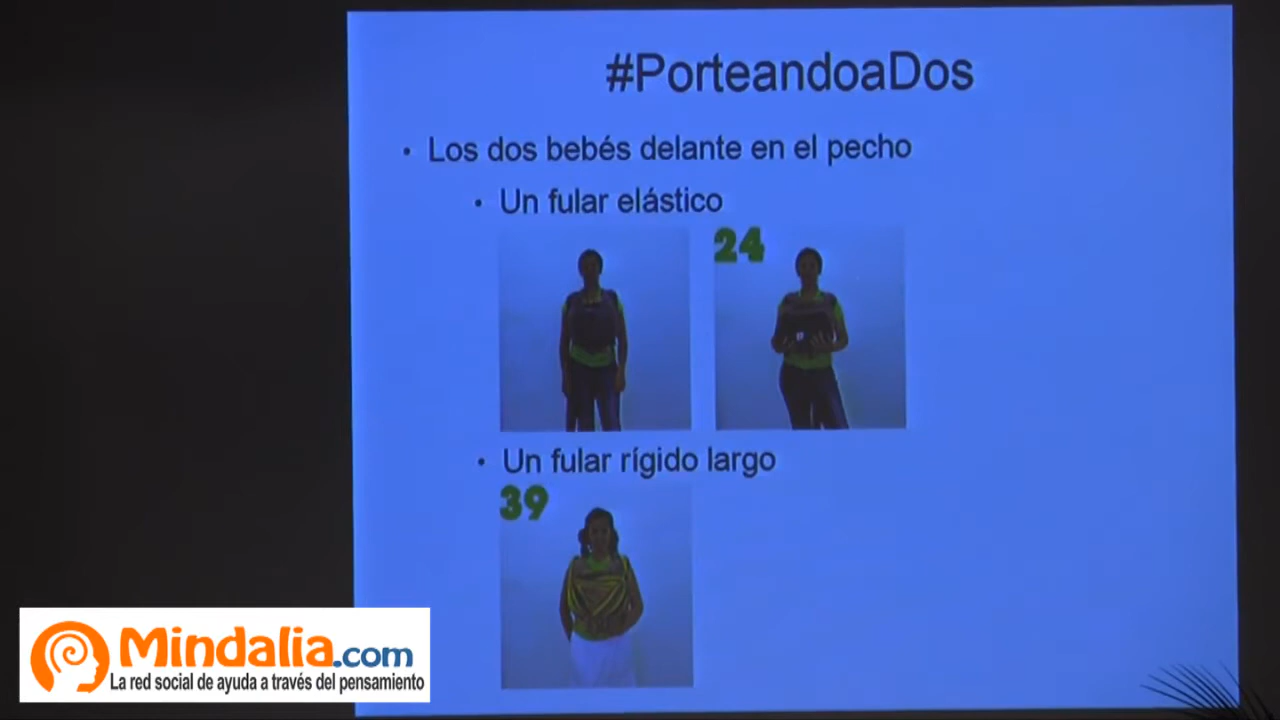 #PorteandoaDos
• Los dos bebés delante en el pecho
• Un fular elástico
24
• Un fular rígido largo
39
Mindalia.com
La red social de ayuda a través del pensamiento